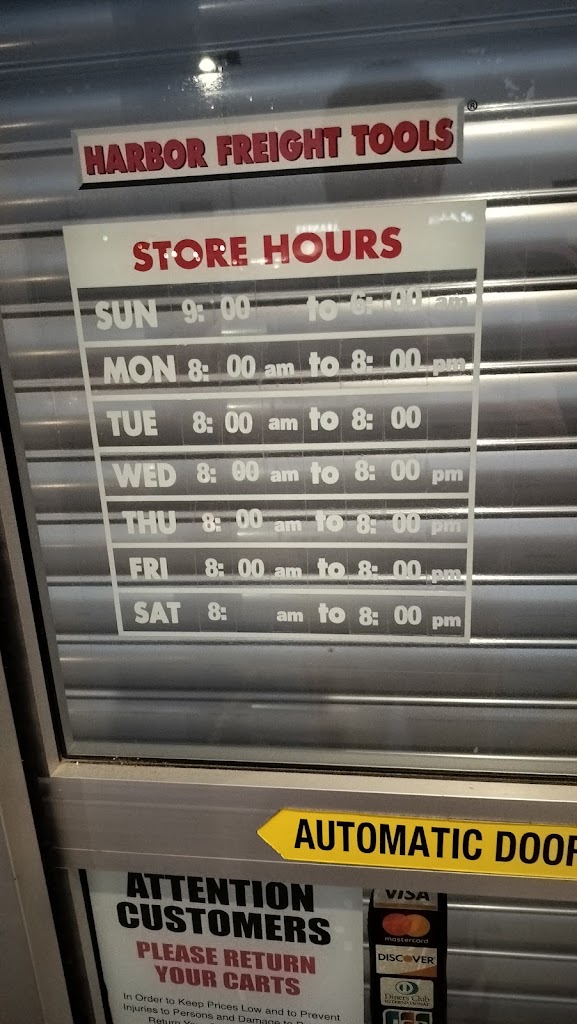 HARBOR FREIGHT TOOLS®
STORE HOURS
SUN 9: 00 to 6: 00 am
MON 8: 00 am to 8: 00 pm
TUE 8: 00 am to 8: 00
WED 8: 00 am to 8: 00 pm
THU 8: 00 am to 8: 00 pm
FRI 8: 00 am to 8: 00 pm
SAT 8: am to 8: 00 pm
AUTOMATIC DOOR
ATTENTION
CUSTOMERS
PLEASE RETURN
YOUR CARTS
In Order to Keep Prices Low and to Prevent
Injuries to Persons and Damage to
Return
VISA
mastercard
DISCOVER
Diners Club
INTERNATIONAL
JCB